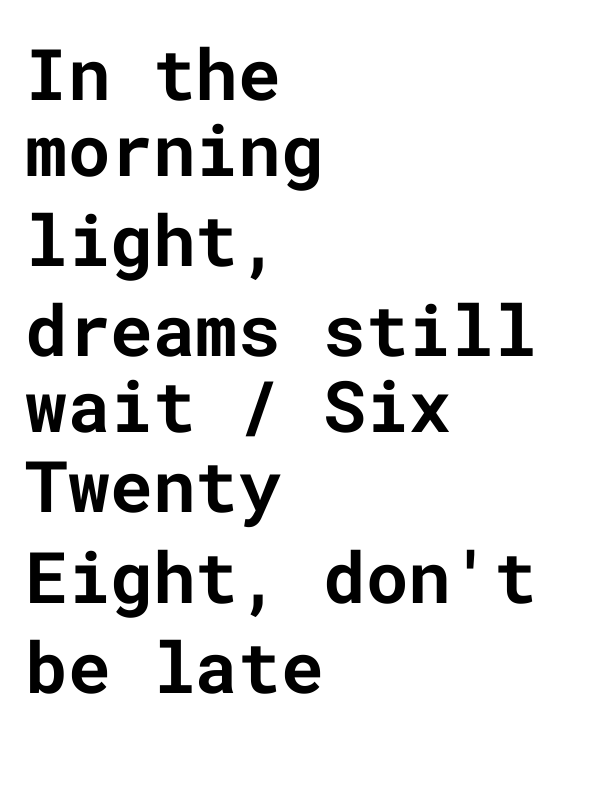 In the
morning
light,
dreams still
wait / Six
Twenty
Eight, don't
be late